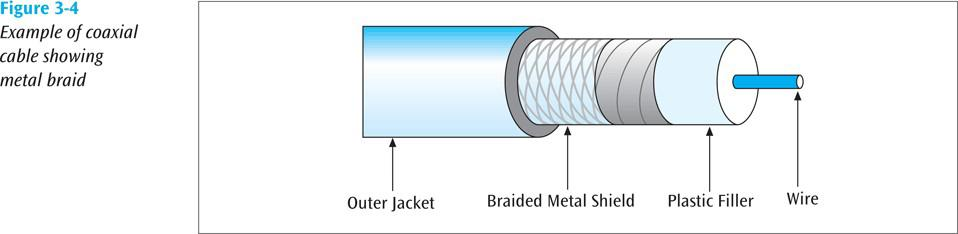 Figure 3-4
Example of coaxial
cable showing
metal braid
Outer Jacket
Braided Metal Shield
Plastic Filler
Wire